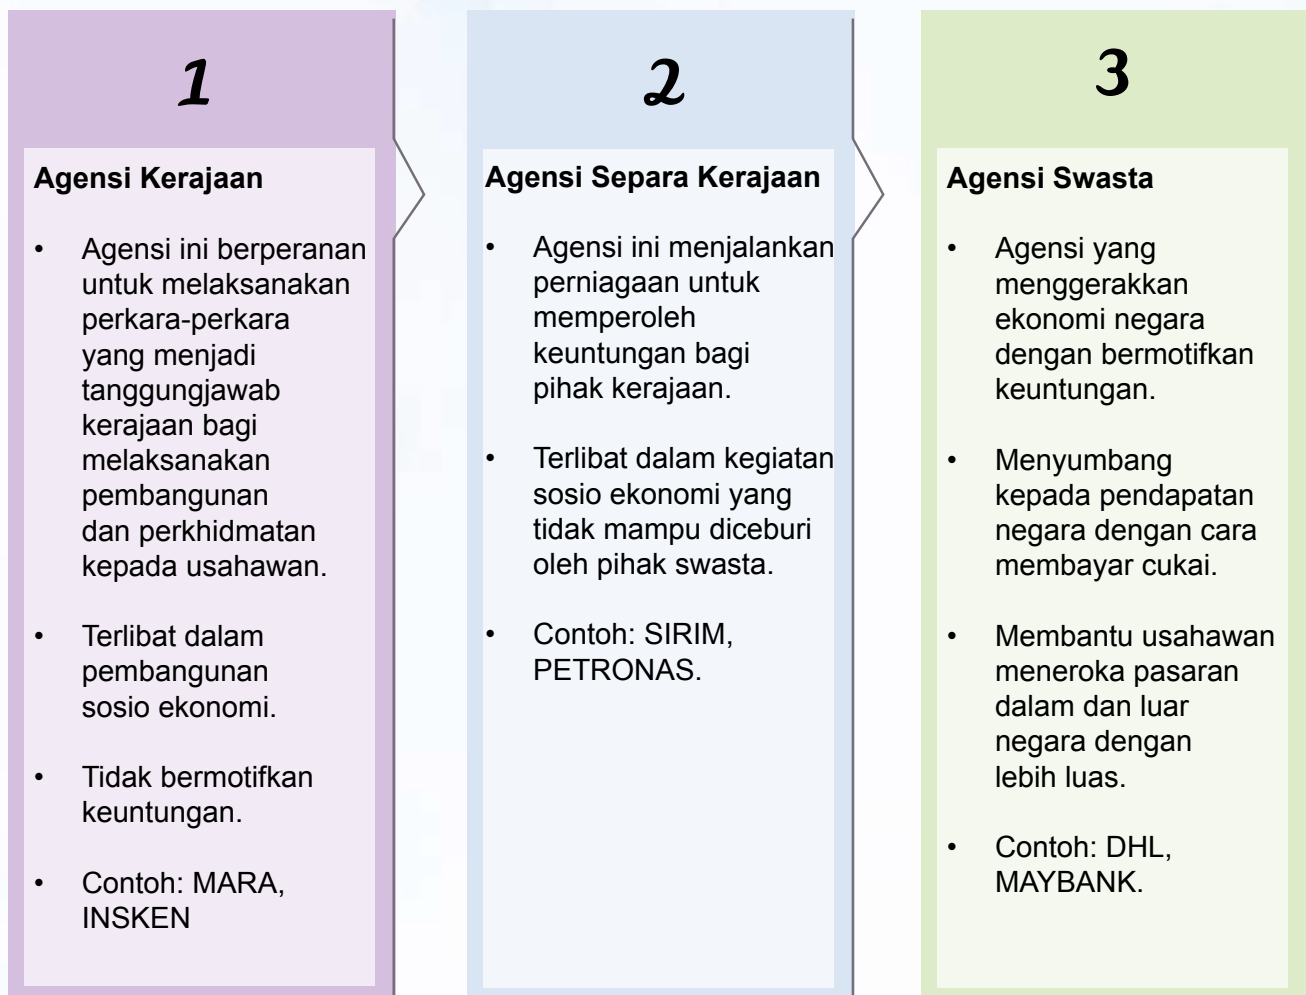 1
Agensi Kerajaan
• Agensi ini berperanan
untuk melaksanakan
perkara-perkara
yang menjadi
tanggungjawab
kerajaan bagi
melaksanakan
pembangunan
dan perkhidmatan
kepada usahawan.
• Terlibat dalam
pembangunan
sosio ekonomi.
• Tidak bermotifkan
keuntungan.
• Contoh: MARA,
INSKEN
2
Agensi Separa Kerajaan
• Agensi ini menjalankan
perniagaan untuk
memperoleh
keuntungan bagi
pihak kerajaan.
• Terlibat dalam kegiatan
sosio ekonomi yang
tidak mampu diceburi
oleh pihak swasta.
• Contoh: SIRIM,
PETRONAS.
3
Agensi Swasta
• Agensi yang
menggerakkan
ekonomi negara
dengan bermotifkan
keuntungan.
• Menyumbang
kepada pendapatan
negara dengan cara
membayar cukai.
• Membantu usahawan
meneroka pasaran
dalam dan luar
negara dengan
lebih luas.
• Contoh: DHL,
MAYBANK.